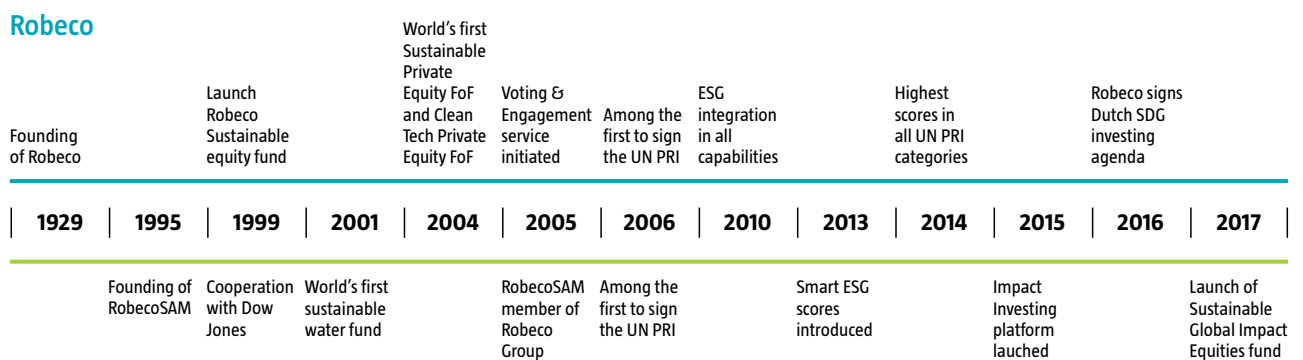 Robeco
Founding
of Robeco
Launch
Robeco
Sustainable
equity fund
World's first
Sustainable
Private
Equity FoF
and Clean
Tech Private
Equity FoF
Voting &
Engagement
service
initiated
Among the
first to sign
the UN PRI
ESG
integration
in all
capabilities
Highest
scores in
all UN PRI
categories
Robeco signs
Dutch SDG
investing
agenda
1929 1995 1999 2001 2004 2005 2006 2010 2013 2014 2015 2016 2017
Founding of
RobecoSAM
Cooperation
with Dow
Jones
World's first
sustainable
water fund
RobecoSAM
member of
Robeco
Group
Among the
first to sign
the UN PRI
Smart ESG
scores
introduced
Impact
Investing
platform
lauched
Launch of
Sustainable
Global Impact
Equities fund